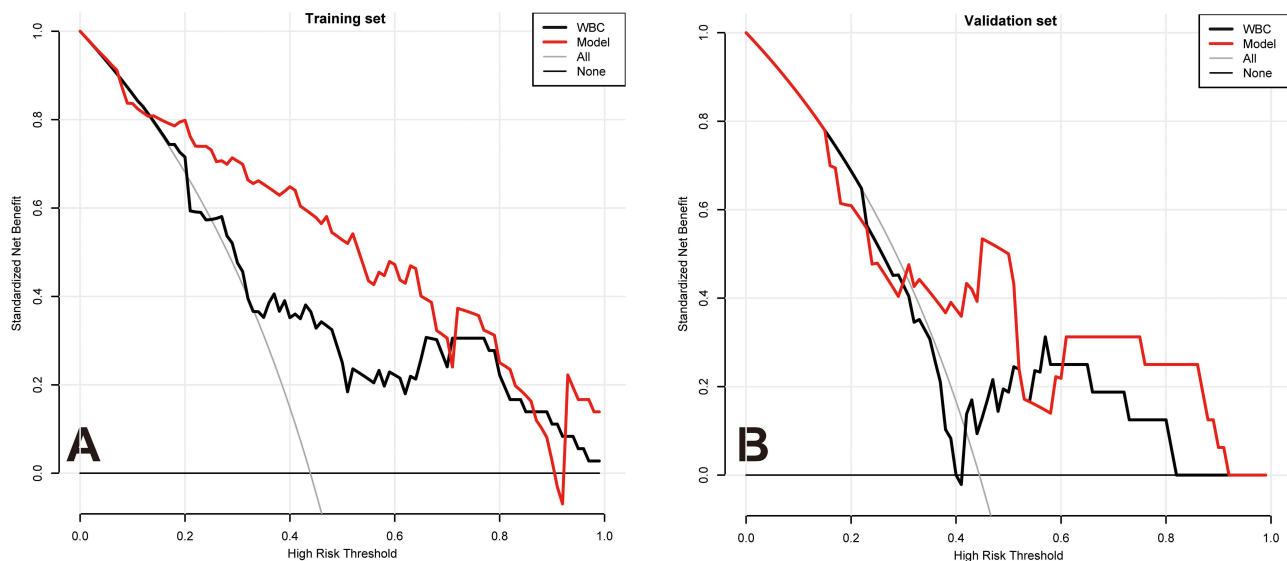 Training set
WBC
Model
All
None
Standardized Net Benefit
1.0
0.8
0.6
0.4
0.2
0.0
A
0.0 0.2 0.4 0.6 0.8 1.0
High Risk Threshold
Validation set
WBC
Model
All
None
Standardized Net Benefit
1.0
0.8
0.6
0.4
0.2
0.0
B
0.0 0.2 0.4 0.6 0.8 1.0
High Risk Threshold